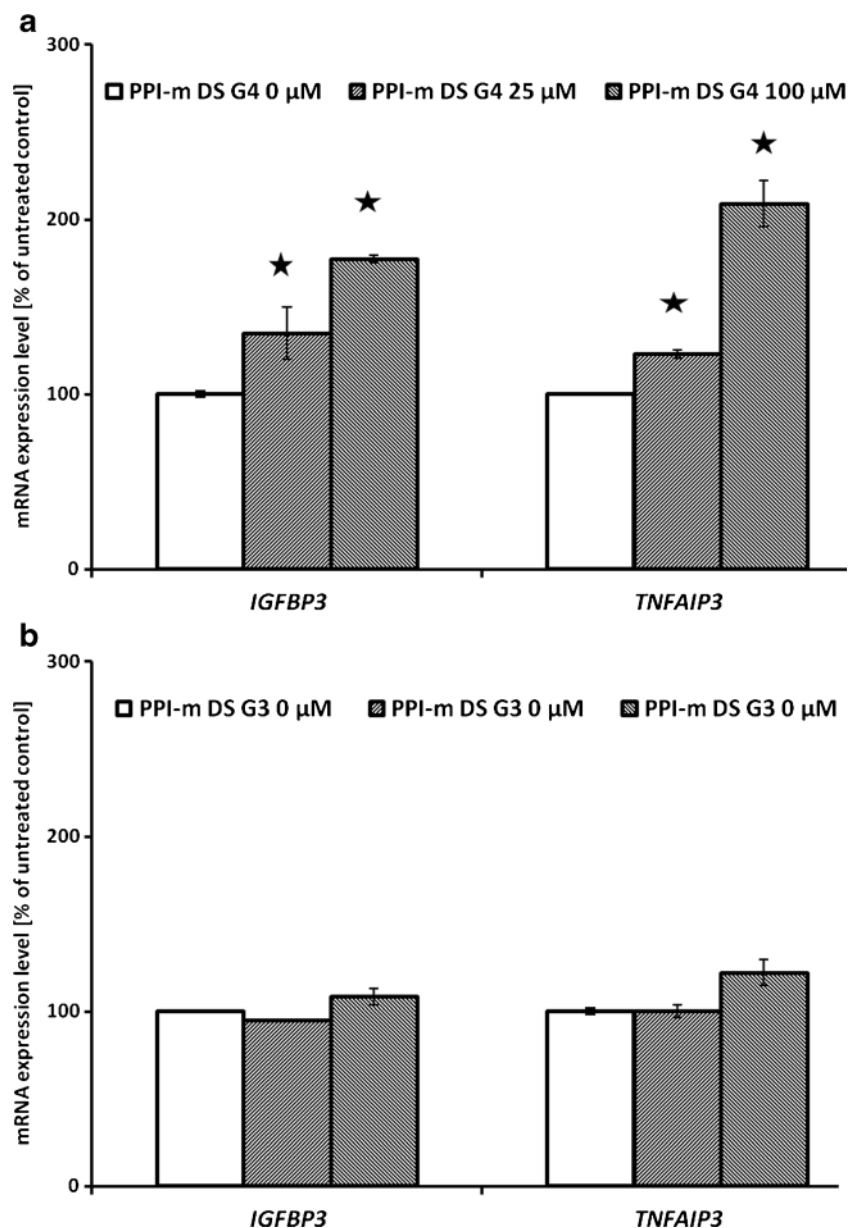 a
300
PPI-m DS G4 0 µM PPI-m DS G4 25 µM PPI-m DS G4 100 µM
200
100
0
mRNA expression level [% of untreated control]
IGFBP3 TNFAIP3
b
300
PPI-m DS G3 0 µM PPI-m DS G3 0 µM PPI-m DS G3 0 µM
200
100
0
mRNA expression level [% of untreated control]
IGFBP3 TNFAIP3